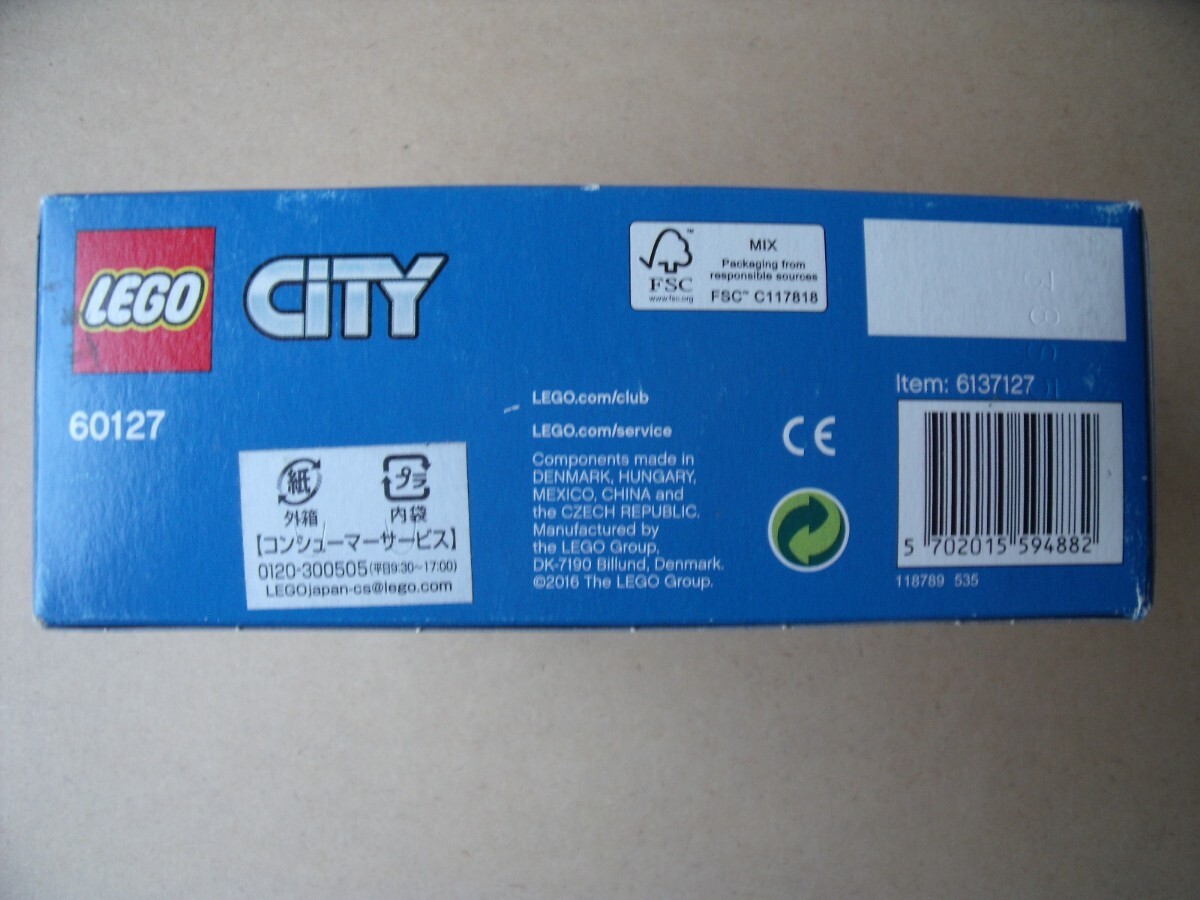 LEGO
CITY
60127
紙
外箱
プラ
内袋
【コンシューマーサービス】
0120-300505(平日9:30~17:00)
LEGOjapan-cs@lego.com
LEGO.com/club
LEGO.com/service
Components made in
DENMARK, HUNGARY,
MEXICO, CHINA and
the CZECH REPUBLIC.
Manufactured by
the LEGO Group,
DK-7190 Billund, Denmark.
©2016 The LEGO Group.
™
FSC
www.fsc.org
MIX
Packaging from
responsible sources
FSC™ C117818
CE
Item: 6137127
5 702015 594882
118789 535